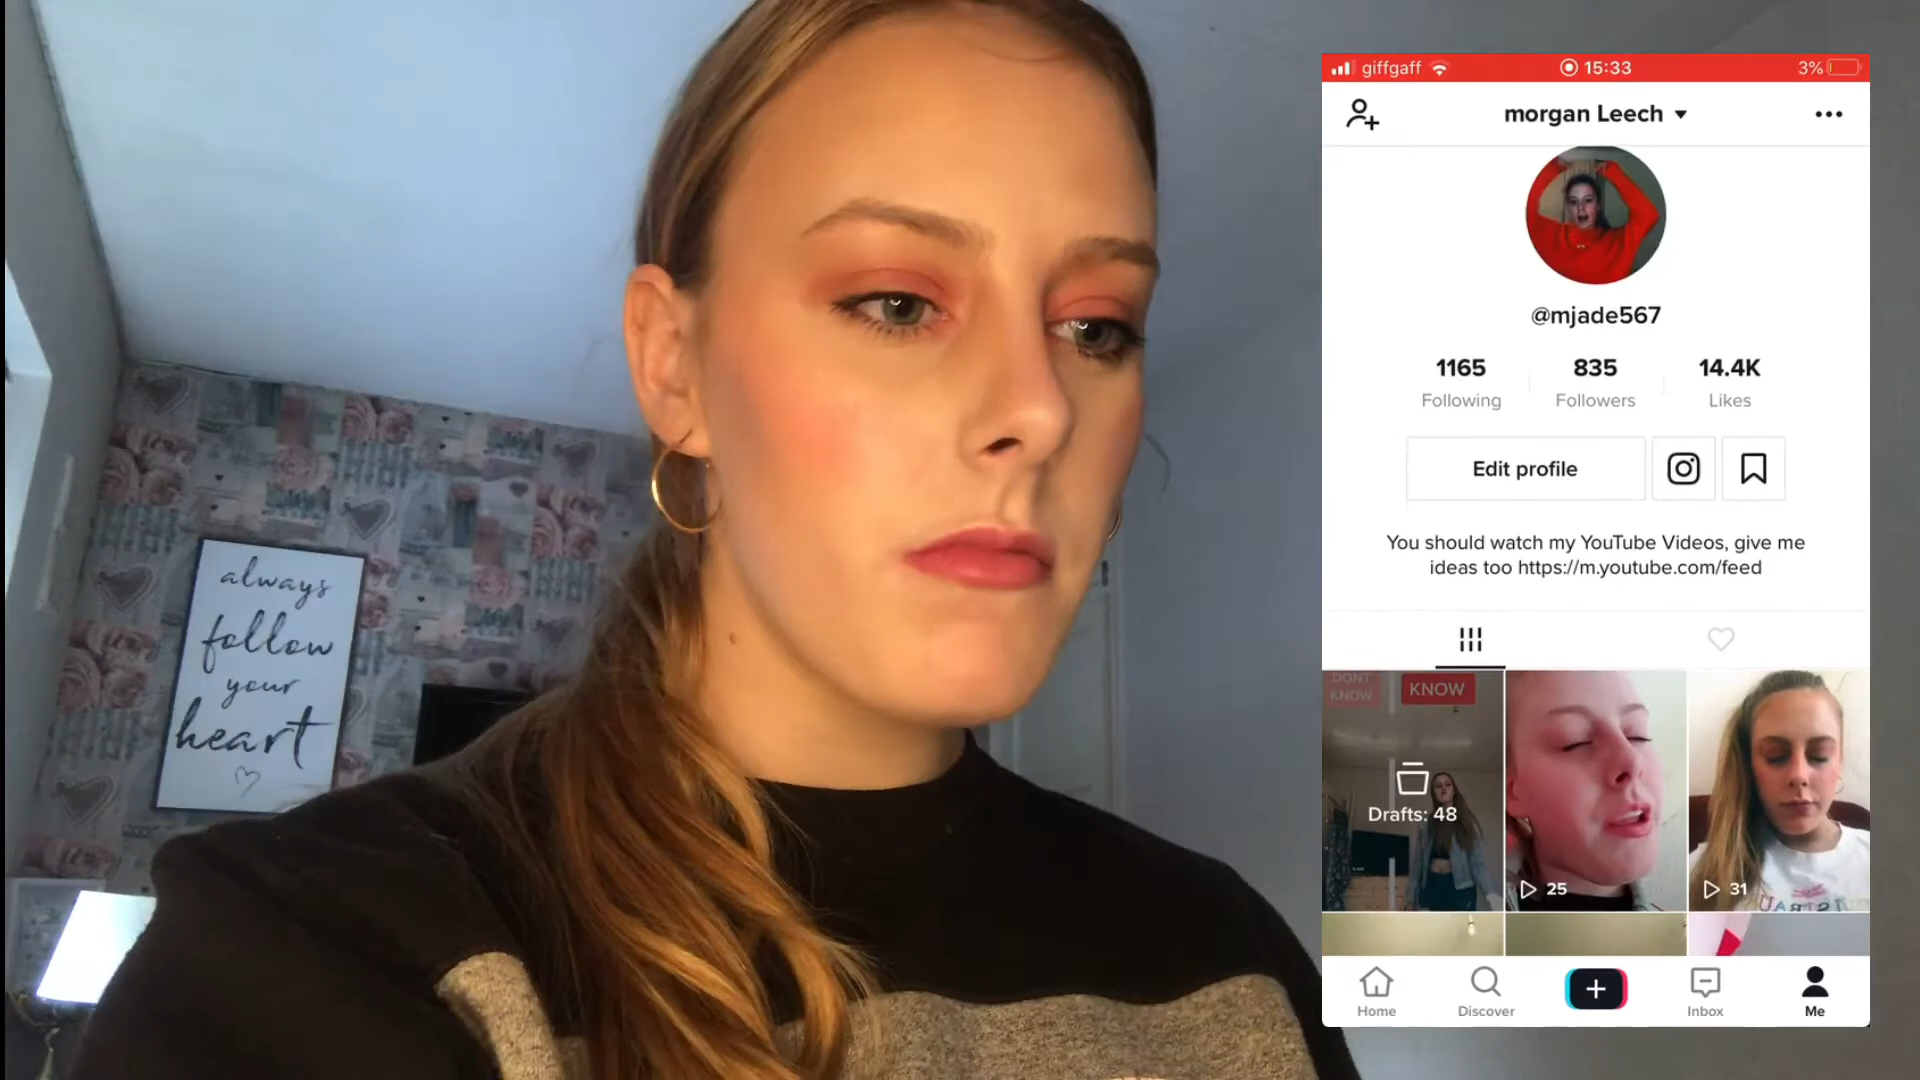 always
follow
your
heart
giffgaff
15:33
3%
morgan Leech
@mjade567
1165
835
14.4K
Following
Followers
Likes
Edit profile
You should watch my YouTube Videos, give me
ideas too https://m.youtube.com/feed
DONT
KNOW
KNOW
Drafts: 48
25
31
Home
Discover
Inbox
Me